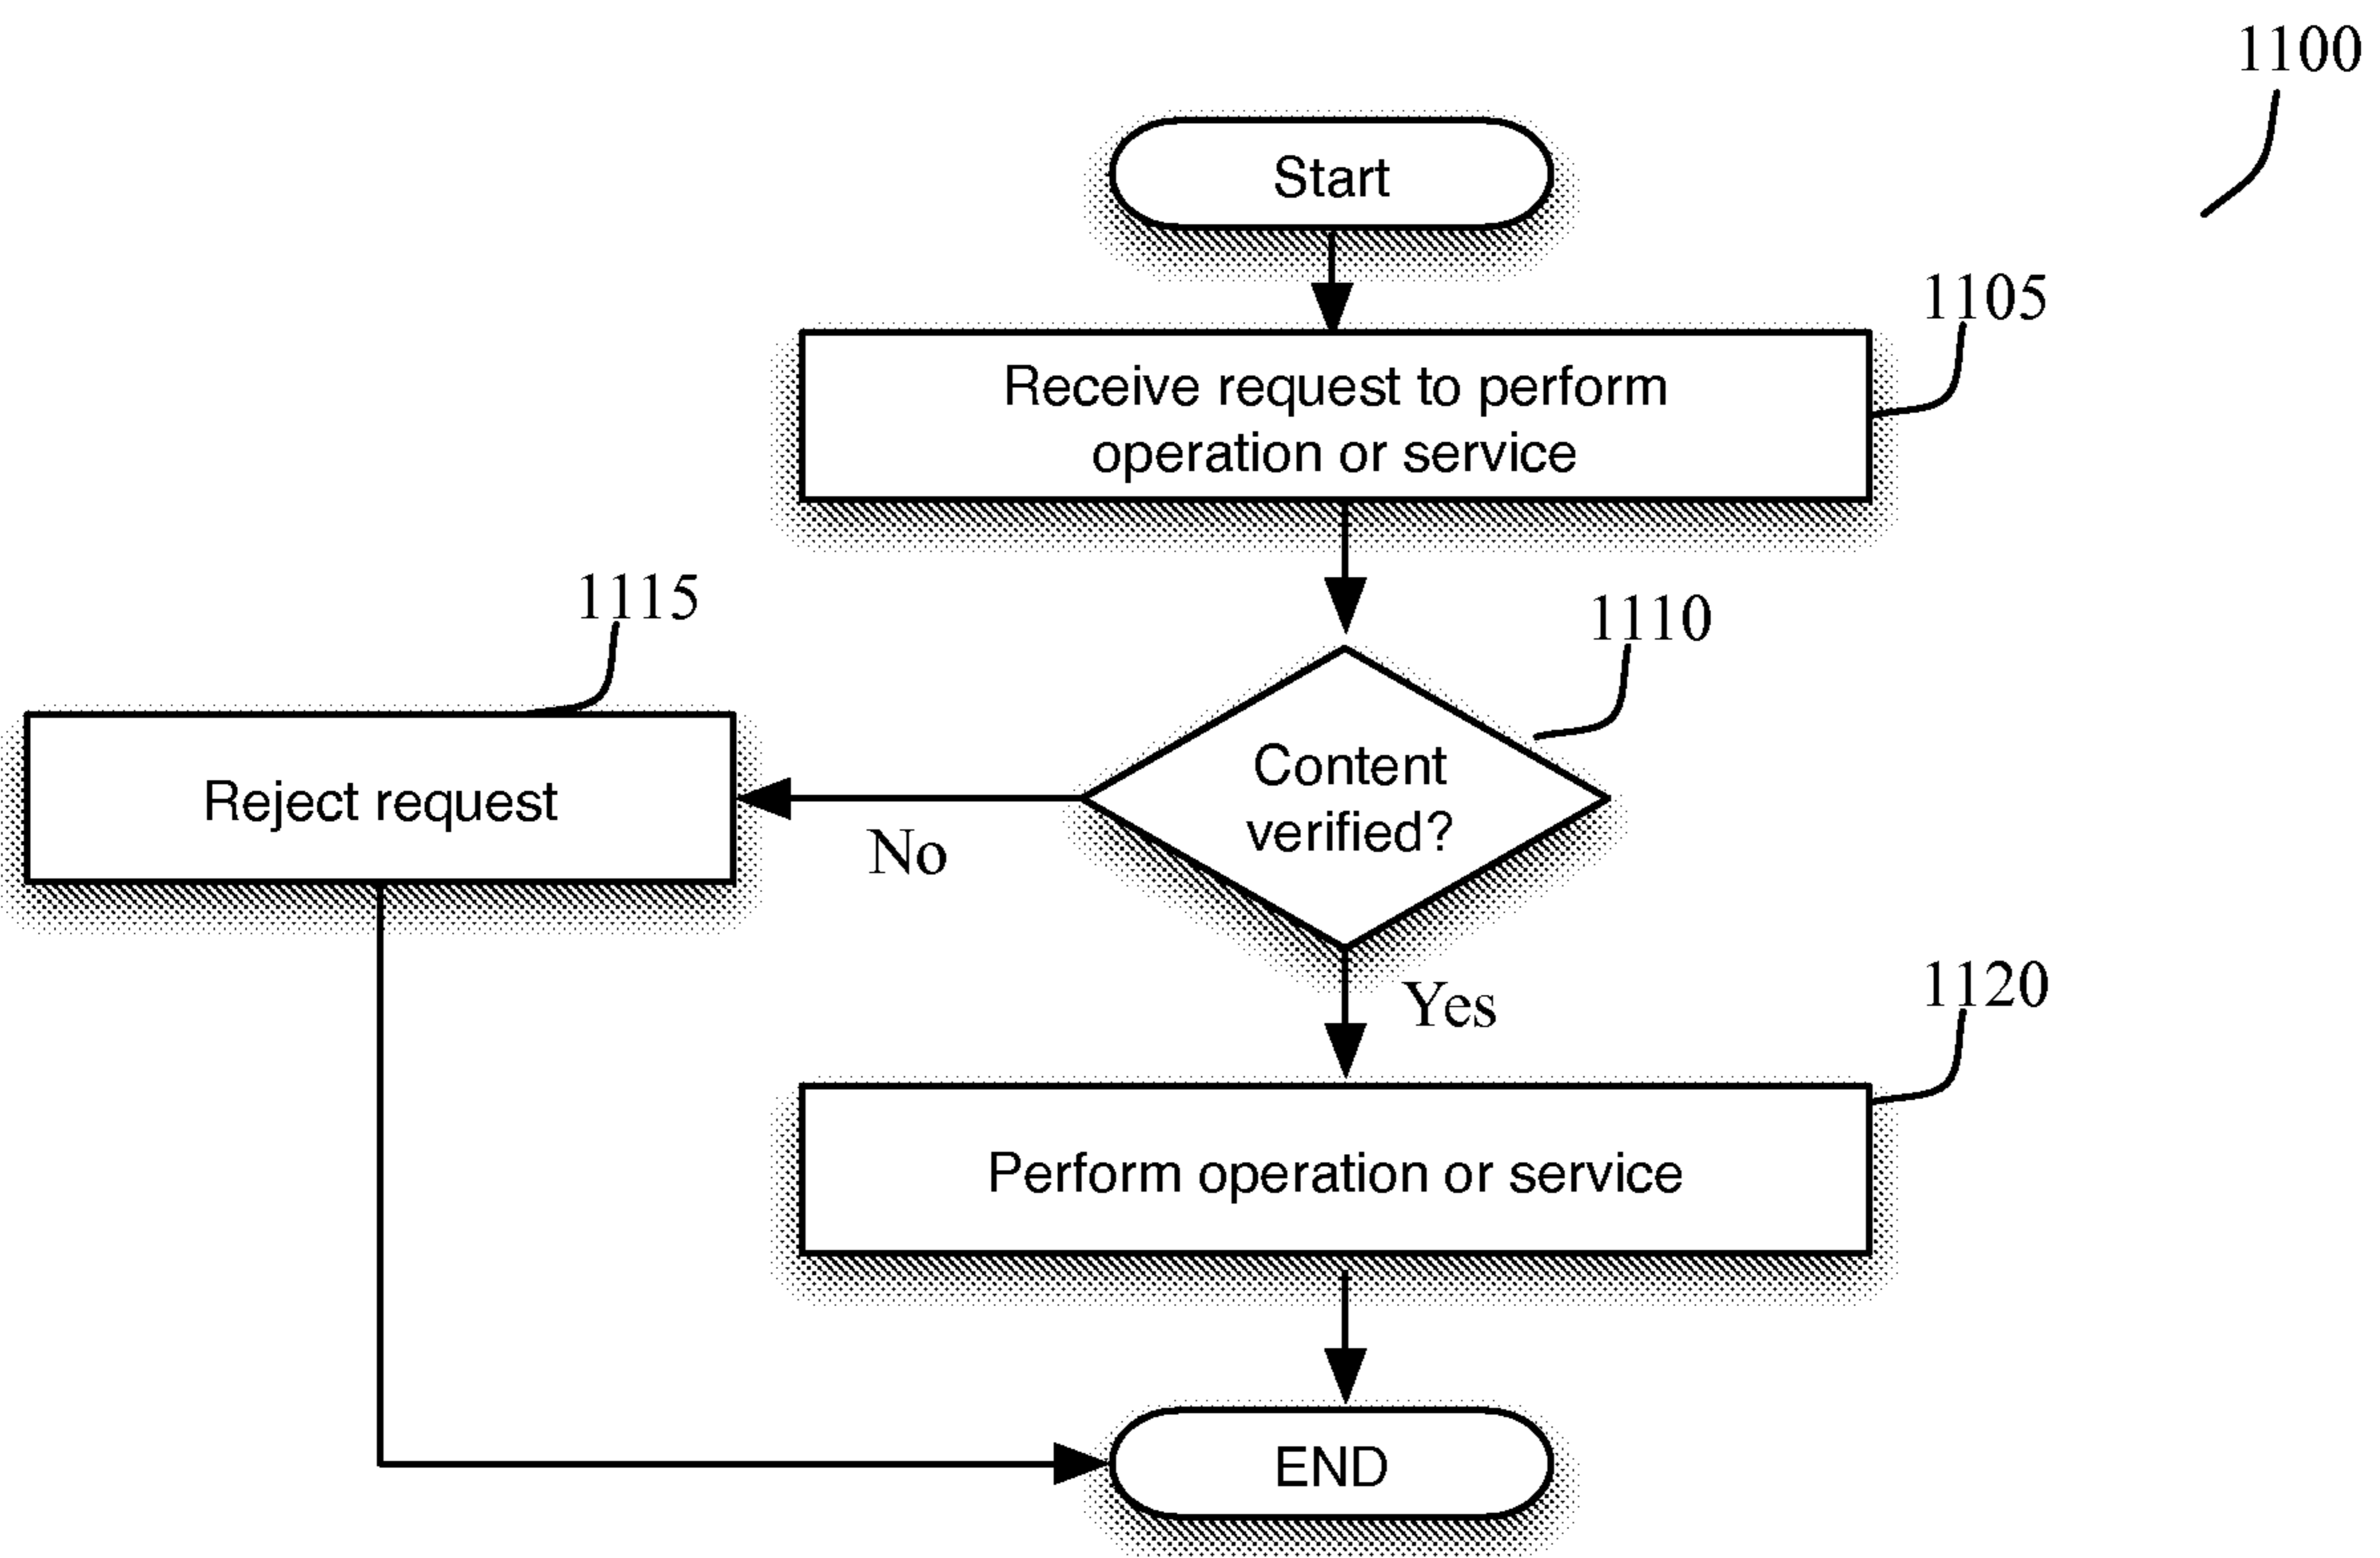 1100
Start
1105
Receive request to perform
operation or service
1115
1110
Content
verified?
Reject request
No
Yes
1120
Perform operation or service
END